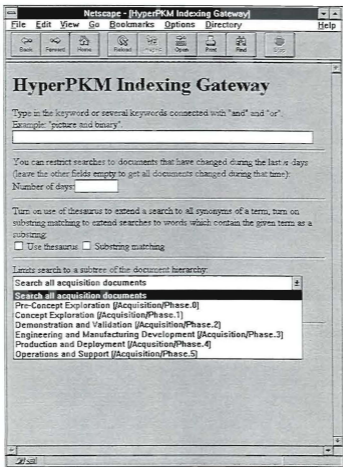 Netscape - [HyperPKM Indexing Gateway]
File Edit View Go Bookmarks Options Directory Help
Back Forward Home Reload Images Open Print Find Stop
HyperPKM Indexing Gateway
Type in the keyword or several keywords connected with "and" and "or".
Example: "picture and binary".
You can restrict searches to documents that have changed during the last n days
(leave the other fields empty to get all documents changed during that time):
Number of days:
Turn on use of thesaurus to extend a search to all synonyms of a term, turn on
substring matching to extend searches to words which contain the given term as a
substring:
Use thesaurus Substring matching
Limits search to a subtree of the document hierarchy:
Search all acquisition documents
Search all acquisition documents
Pre-Concept Exploration [/Acquisition/Phase.0]
Concept Exploration [/Acquisition/Phase.1]
Demonstration and Validation [/Acquisition/Phase.2]
Engineering and Manufacturing Development [/Acquisition/Phase.3]
Production and Deployment [/Acqusition/Phase.4]
Operations and Support [/Acquisition/Phase.5]